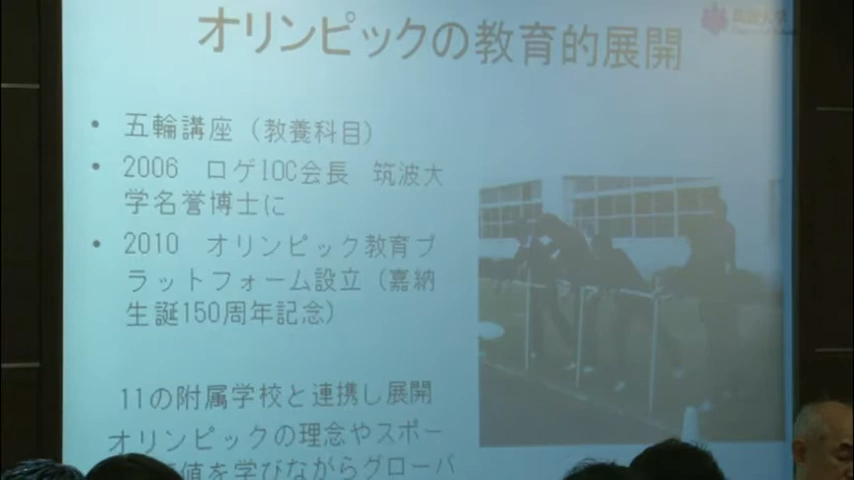 オリンピックの教育的展開
• 五輪講座（教養科目）
• 2006　ロゲIOC会長　筑波大
学名誉博士に
• 2010　オリンピック教育プ
ラットフォーム設立（嘉納
生誕150周年記念）
11の附属学校と連携し展開
オリンピックの理念やスポー
値を学びながらグローバ